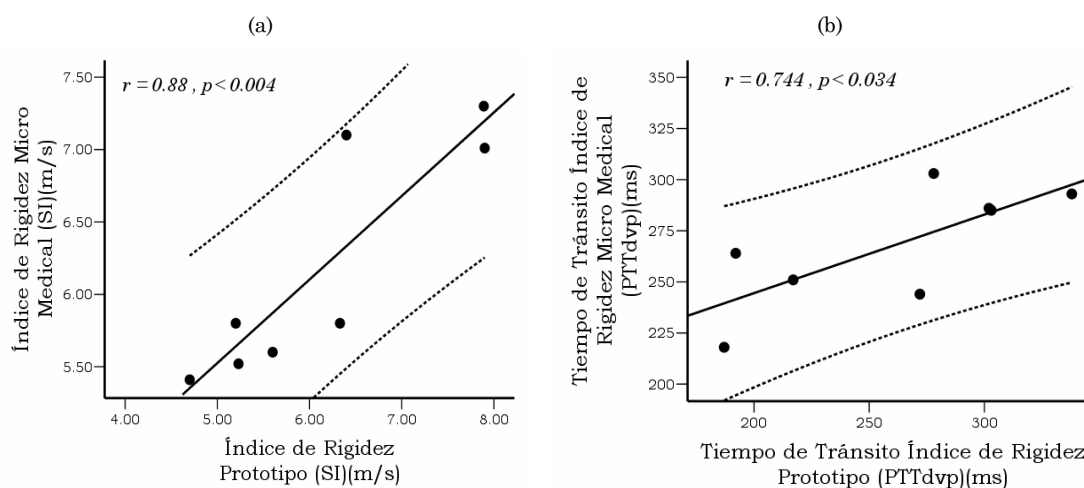 (a)
r = 0.88 , p< 0.004
Índice de Rigidez Micro
Medical (SI)(m/s)
7.50
7.00
6.50
6.00
5.50
4.00 5.00 6.00 7.00 8.00
Índice de Rigidez
Prototipo (SI)(m/s)
(b)
r = 0.744 , p< 0.034
Tiempo de Tránsito Índice de
Rigidez Micro Medical
(PTTdvp)(ms)
350
325
300
275
250
225
200
200 250 300
Tiempo de Tránsito Índice de Rigidez
Prototipo (PTTdvp)(ms)